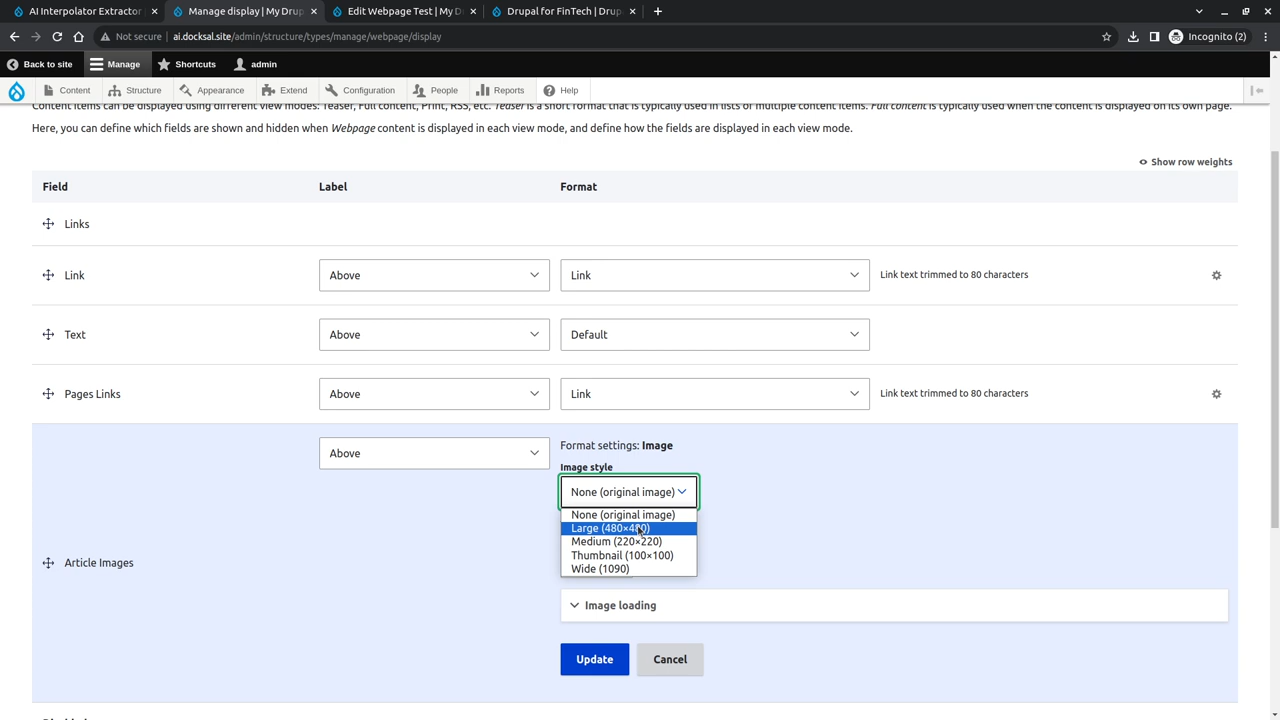 AI Interpolator Extractor
Manage display | My Drup
Edit Webpage Test | My D
Drupal for FinTech | Drup
Not secure
ai.docksal.site/admin/structure/types/manage/webpage/display
Incognito (2)
Back to site
Manage
Shortcuts
admin
Content
Structure
Appearance
Extend
Configuration
People
Reports
Help
Content items can be displayed using different view modes: Teaser, Full content, Print, RSS, etc. Teaser is a short format that is typically used in lists of multiple content items. Full content is typically used when the content is displayed on its own page.
Here, you can define which fields are shown and hidden when Webpage content is displayed in each view mode, and define how the fields are displayed in each view mode.
Show row weights
Field Label Format
Links
Link Above Link Link text trimmed to 80 characters
Text Above Default
Pages Links Above Link Link text trimmed to 80 characters
Above
Format settings: Image
Image style
None (original image)
None (original image)
Large (480×480)
Medium (220×220)
Thumbnail (100×100)
Wide (1090)
Article Images
Image loading
Update Cancel